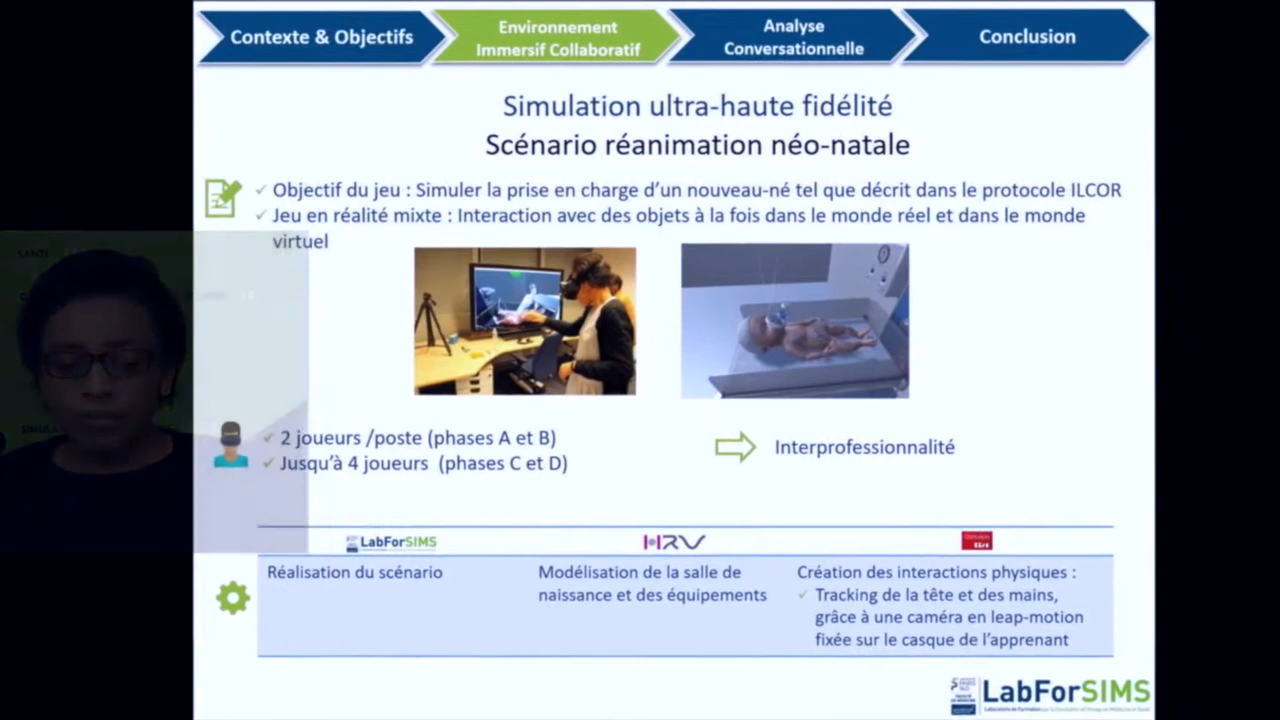 Contexte & Objectifs
Environnement
Immersif Collaboratif
Analyse
Conversationnelle
Conclusion
Simulation ultra-haute fidélité
Scénario réanimation néo-natale
✓ Objectif du jeu : Simuler la prise en charge d’un nouveau-né tel que décrit dans le protocole ILCOR
✓ Jeu en réalité mixte : Interaction avec des objets à la fois dans le monde réel et dans le monde
virtuel
✓ 2 joueurs /poste (phases A et B)
✓ Jusqu’à 4 joueurs (phases C et D)
Interprofessionnalité
LabForSIMS
HRV
Réalisation du scénario
Modélisation de la salle de
naissance et des équipements
Création des interactions physiques :
✓ Tracking de la tête et des mains,
grâce à une caméra en leap-motion
fixée sur le casque de l’apprenant
LabForSIMS